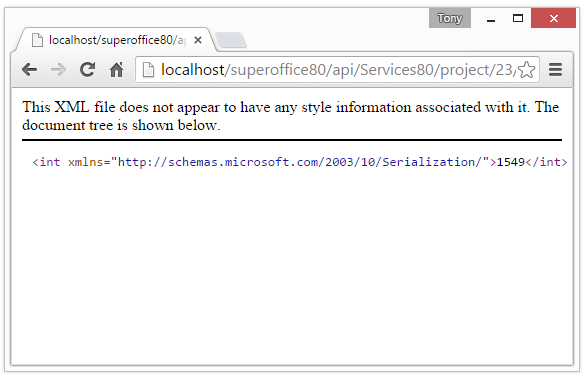 Tony
localhost/superoffice80/a
localhost/superoffice80/api/Services80/project/23/
This XML file does not appear to have any style information associated with it. The
document tree is shown below.
<int xmlns="http://schemas.microsoft.com/2003/10/Serialization/">1549</int>